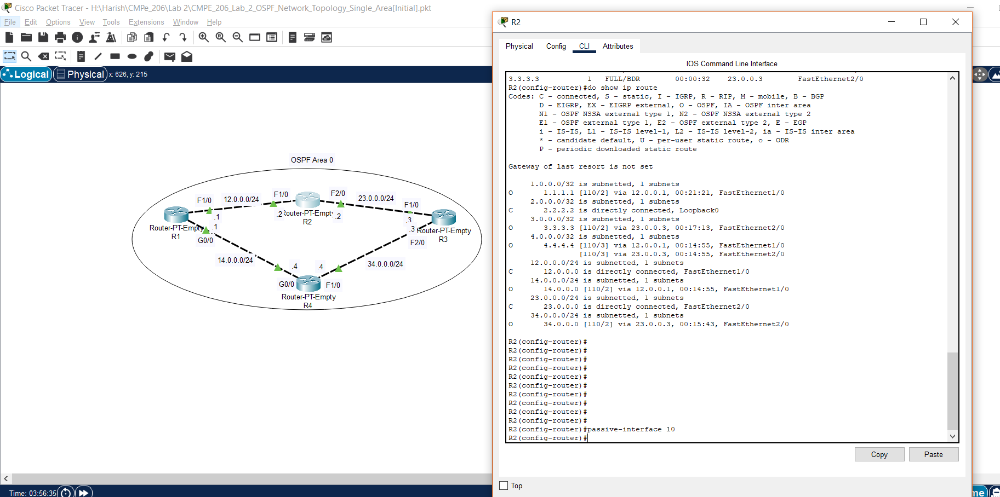 Cisco Packet Tracer - H:\Harish\CMPe_206\Lab 2\CMPE_206_Lab_2_OSPF_Network_Topology_Single_Area[Initial].pkt
File Edit Options View Tools Extensions Window Help
Logical Physical x: 626, y: 215
OSPF Area 0
F1/0 12.0.0.0/24 F1/0 F2/0 23.0.0.0/24 F1/0
.1 .2 Router-PT-Empty .2 .3
R2
Router-PT-Empty .1 .3 Router-PT-Empty
R1 R3
G0/0 F2/0
14.0.0.0/24 34.0.0.0/24
.4 .4
G0/0 F1/0
Router-PT-Empty
R4
Time: 03:56:35
R2
Physical Config CLI Attributes
IOS Command Line Interface
3.3.3.3 1 FULL/BDR 00:00:32 23.0.0.3 FastEthernet2/0
R2(config-router)#do show ip route
Codes: C - connected, S - static, I - IGRP, R - RIP, M - mobile, B - BGP
D - EIGRP, EX - EIGRP external, O - OSPF, IA - OSPF inter area
N1 - OSPF NSSA external type 1, N2 - OSPF NSSA external type 2
E1 - OSPF external type 1, E2 - OSPF external type 2, E - EGP
i - IS-IS, L1 - IS-IS level-1, L2 - IS-IS level-2, ia - IS-IS inter area
* - candidate default, U - per-user static route, o - ODR
P - periodic downloaded static route
Gateway of last resort is not set
1.0.0.0/32 is subnetted, 1 subnets
O 1.1.1.1 [110/2] via 12.0.0.1, 00:21:21, FastEthernet1/0
2.0.0.0/32 is subnetted, 1 subnets
C 2.2.2.2 is directly connected, Loopback0
3.0.0.0/32 is subnetted, 1 subnets
O 3.3.3.3 [110/2] via 23.0.0.3, 00:17:13, FastEthernet2/0
4.0.0.0/32 is subnetted, 1 subnets
O 4.4.4.4 [110/3] via 12.0.0.1, 00:14:55, FastEthernet1/0
[110/3] via 23.0.0.3, 00:14:55, FastEthernet2/0
12.0.0.0/24 is subnetted, 1 subnets
C 12.0.0.0 is directly connected, FastEthernet1/0
14.0.0.0/24 is subnetted, 1 subnets
O 14.0.0.0 [110/2] via 12.0.0.1, 00:14:55, FastEthernet1/0
23.0.0.0/24 is subnetted, 1 subnets
C 23.0.0.0 is directly connected, FastEthernet2/0
34.0.0.0/24 is subnetted, 1 subnets
O 34.0.0.0 [110/2] via 23.0.0.3, 00:15:43, FastEthernet2/0
R2(config-router)#
R2(config-router)#
R2(config-router)#
R2(config-router)#
R2(config-router)#
R2(config-router)#
R2(config-router)#
R2(config-router)#
R2(config-router)#
R2(config-router)#
R2(config-router)#passive-interface l0
R2(config-router)#
Copy Paste
Top